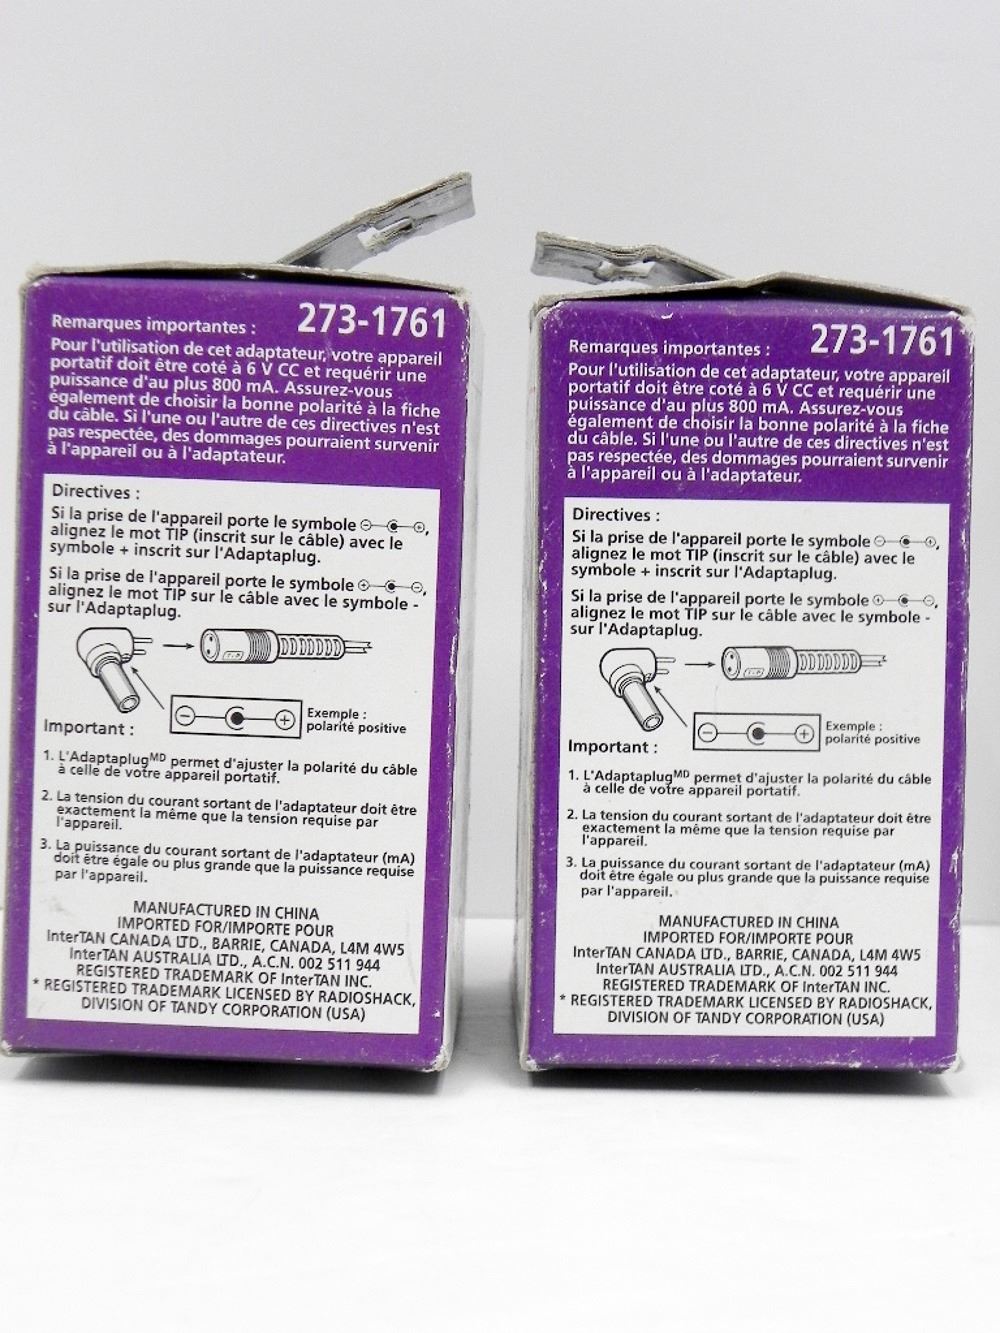 Remarques importantes : 273-1761
Pour l'utilisation de cet adaptateur, votre appareil
portatif doit être coté à 6 V CC et requérir une
puissance d'au plus 800 mA. Assurez-vous
également de choisir la bonne polarité à la fiche
du câble. Si l'une ou l'autre de ces directives n'est
pas respectée, des dommages pourraient survenir
à l'appareil ou à l'adaptateur.
Directives :
Si la prise de l'appareil porte le symbole ,
alignez le mot TIP (inscrit sur le câble) avec le
symbole + inscrit sur l'Adaptaplug.
Si la prise de l'appareil porte le symbole ,
alignez le mot TIP sur le câble avec le symbole -
sur l'Adaptaplug.
TIP
− +
Exemple :
polarité positive
Important :
1. L'Adaptaplug^MD permet d'ajuster la polarité du câble
à celle de votre appareil portatif.
2. La tension du courant sortant de l'adaptateur doit être
exactement la même que la tension requise par
l'appareil.
3. La puissance du courant sortant de l'adaptateur (mA)
doit être égale ou plus grande que la puissance requise
par l'appareil.
MANUFACTURED IN CHINA
IMPORTED FOR/IMPORTE POUR
InterTAN CANADA LTD., BARRIE, CANADA, L4M 4W5
InterTAN AUSTRALIA LTD., A.C.N. 002 511 944
REGISTERED TRADEMARK OF InterTAN INC.
* REGISTERED TRADEMARK LICENSED BY RADIOSHACK,
DIVISION OF TANDY CORPORATION (USA)
Remarques importantes : 273-1761
Pour l'utilisation de cet adaptateur, votre appareil
portatif doit être coté à 6 V CC et requérir une
puissance d'au plus 800 mA. Assurez-vous
également de choisir la bonne polarité à la fiche
du câble. Si l'une ou l'autre de ces directives n'est
pas respectée, des dommages pourraient survenir
à l'appareil ou à l'adaptateur.
Directives :
Si la prise de l'appareil porte le symbole ,
alignez le mot TIP (inscrit sur le câble) avec le
symbole + inscrit sur l'Adaptaplug.
Si la prise de l'appareil porte le symbole ,
alignez le mot TIP sur le câble avec le symbole -
sur l'Adaptaplug.
TIP
− +
Exemple :
polarité positive
Important :
1. L'Adaptaplug^MD permet d'ajuster la polarité du câble
à celle de votre appareil portatif.
2. La tension du courant sortant de l'adaptateur doit être
exactement la même que la tension requise par
l'appareil.
3. La puissance du courant sortant de l'adaptateur (mA)
doit être égale ou plus grande que la puissance requise
par l'appareil.
MANUFACTURED IN CHINA
IMPORTED FOR/IMPORTE POUR
InterTAN CANADA LTD., BARRIE, CANADA, L4M 4W5
InterTAN AUSTRALIA LTD., A.C.N. 002 511 944
REGISTERED TRADEMARK OF InterTAN INC.
* REGISTERED TRADEMARK LICENSED BY RADIOSHACK,
DIVISION OF TANDY CORPORATION (USA)